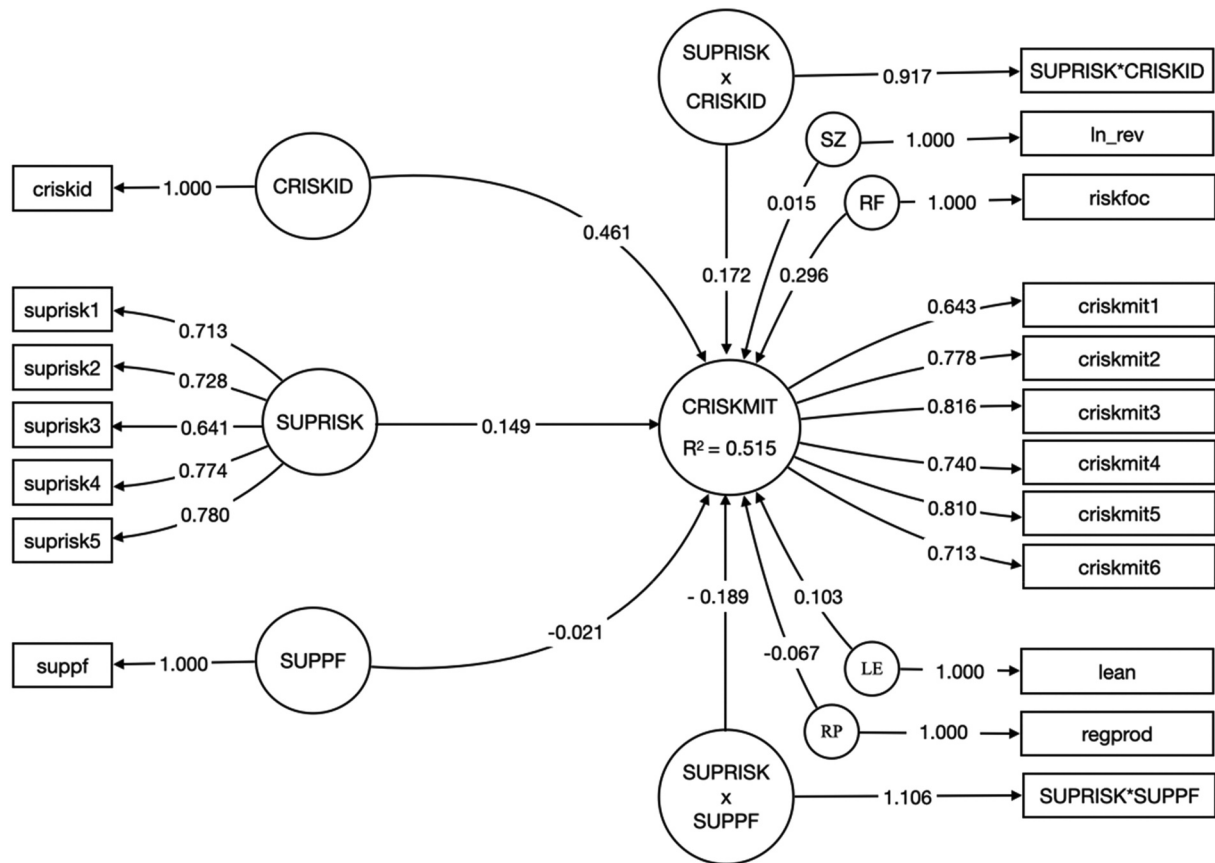 SUPRISK
x
CRISKID
0.917
SUPRISK*CRISKID
SZ
1.000
ln_rev
criskid
1.000
CRISKID
RF
1.000
riskfoc
0.015
0.461
0.172
0.296
suprisk1
0.713
suprisk2
0.728
suprisk3
0.641
suprisk4
0.774
suprisk5
0.780
SUPRISK
0.149
CRISKMIT
R² = 0.515
0.643
criskmit1
0.778
criskmit2
0.816
criskmit3
0.740
criskmit4
0.810
criskmit5
0.713
criskmit6
- 0.189
0.103
-0.021
-0.067
suppf
1.000
SUPPF
LE
1.000
lean
RP
1.000
regprod
SUPRISK
x
SUPPF
1.106
SUPRISK*SUPPF